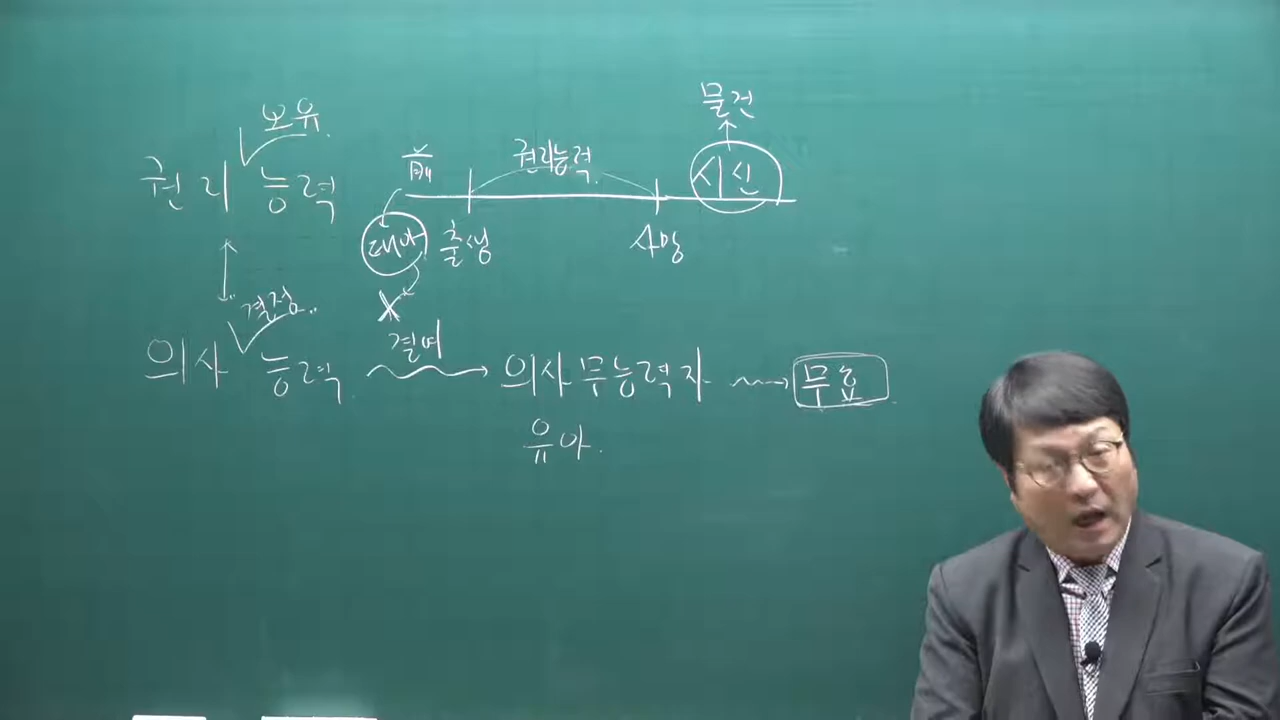 물건
보유.
권리능력
권리능력.
시신
태아
출생
사망
X
결정..
결여
의사능력.
의사무능력자
무효.
유아.